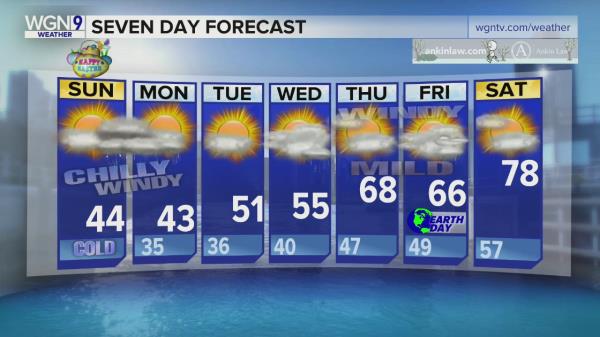 WGN 9
WEATHER
SEVEN DAY FORECAST
wgntv.com/weather
ankinlaw.com
A
Ankin Law
HAPPY
EASTER
SUN MON TUE WED THU FRI SAT
CHILLY
WINDY
WINDY
MILD
44 43 51 55 68 66 78
EARTH
DAY
COLD 35 36 40 47 49 57